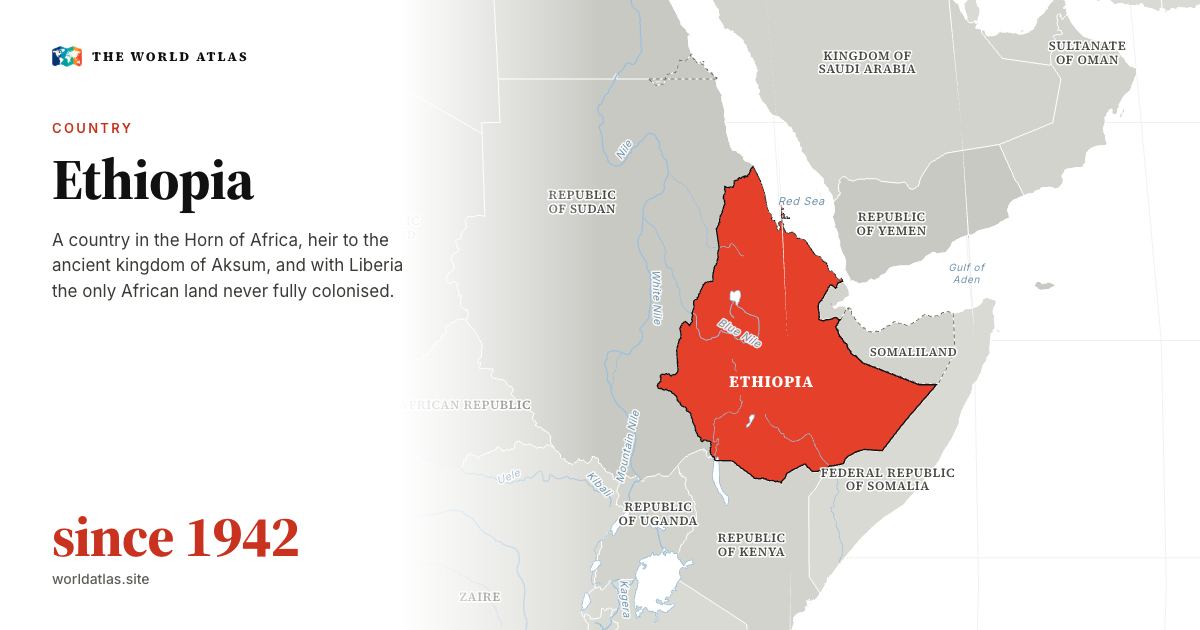 THE WORLD ATLAS
COUNTRY
Ethiopia
A country in the Horn of Africa, heir to the
ancient kingdom of Aksum, and with Liberia
the only African land never fully colonised.
since 1942
worldatlas.site
KINGDOM OF
SAUDI ARABIA
SULTANATE
OF OMAN
Nile
REPUBLIC
OF SUDAN
Red Sea
REPUBLIC
OF YEMEN
Gulf of
Aden
White Nile
Blue Nile
SOMALILAND
ETHIOPIA
AFRICAN REPUBLIC
Mountain Nile
Uele
Kibali
FEDERAL REPUBLIC
OF SOMALIA
REPUBLIC
OF UGANDA
REPUBLIC
OF KENYA
ZAIRE
Kagera